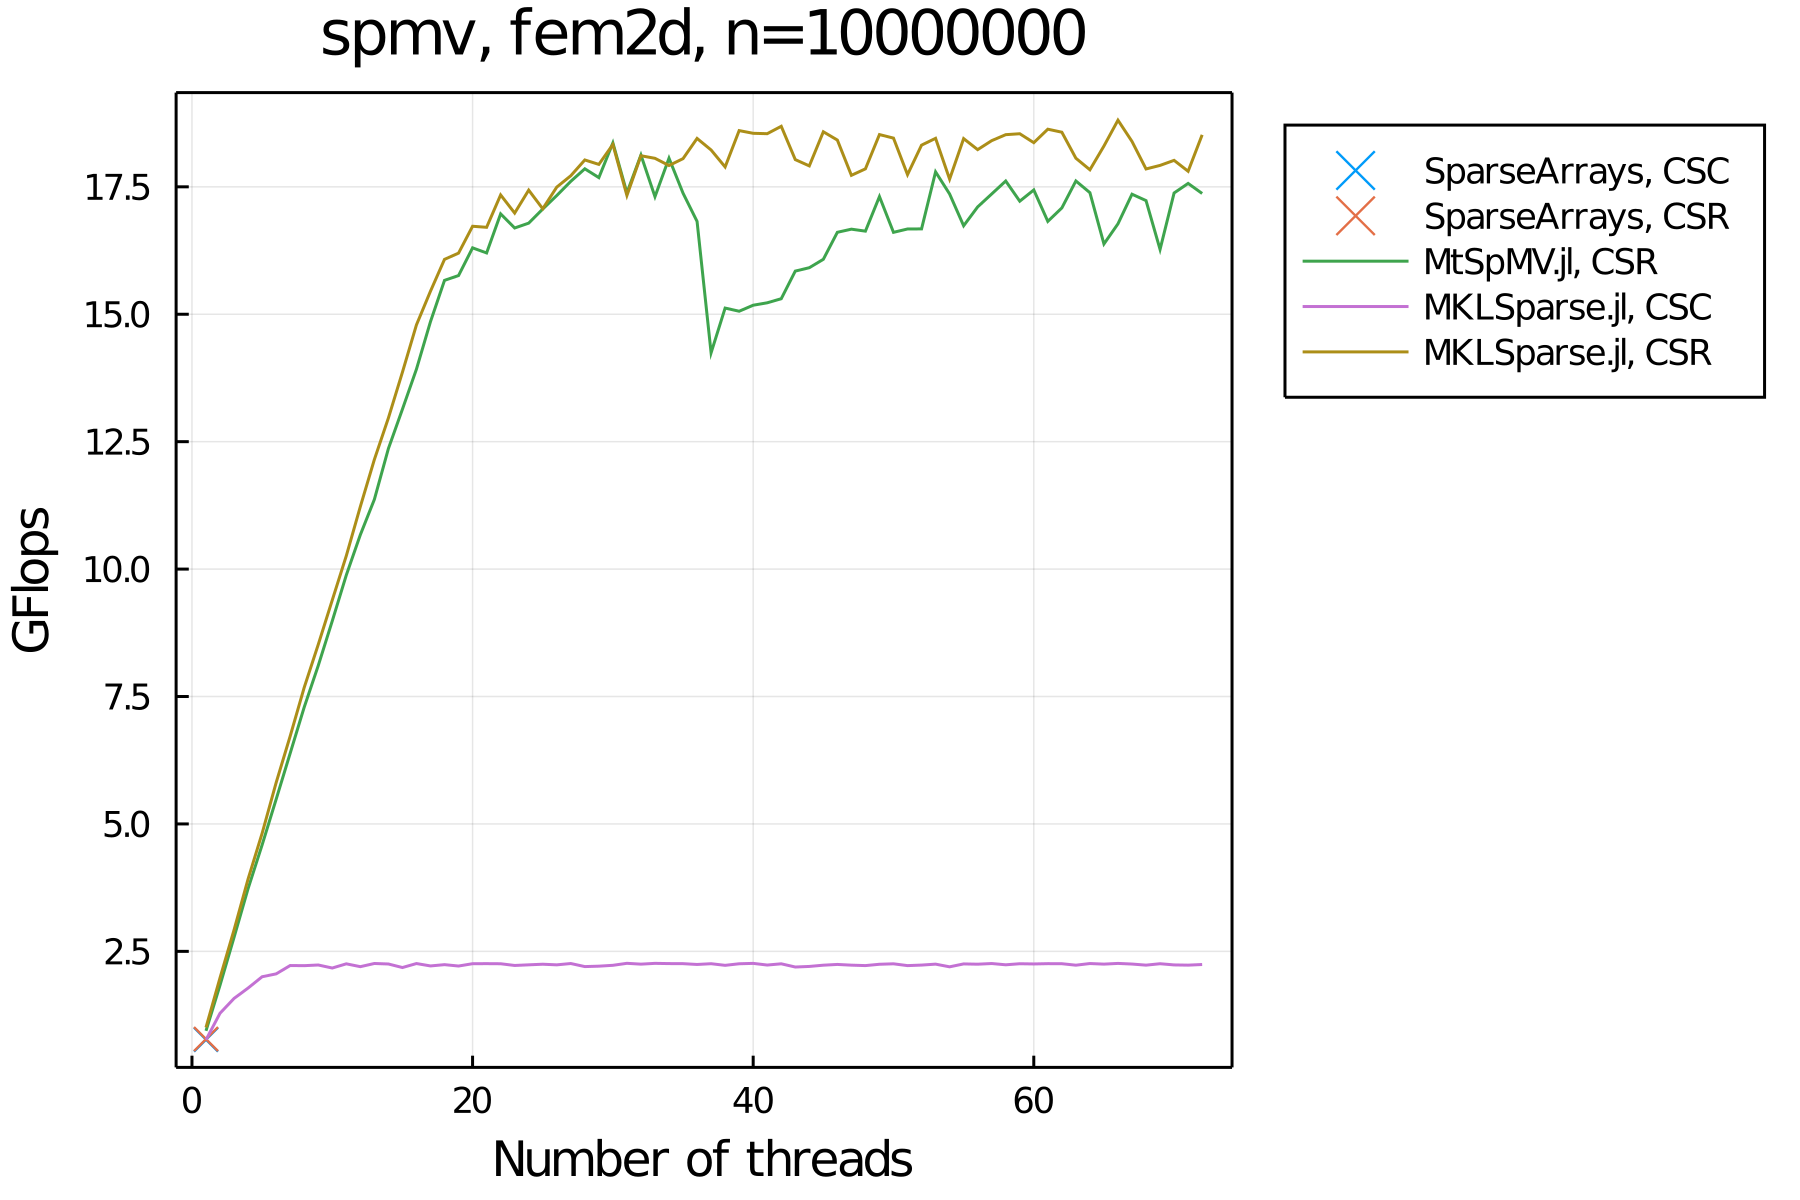 spmv, fem2d, n=10000000
GFlops
17.5
15.0
12.5
10.0
7.5
5.0
2.5
0 20 40 60
Number of threads
SparseArrays, CSC
SparseArrays, CSR
MtSpMV.jl, CSR
MKLSparse.jl, CSC
MKLSparse.jl, CSR